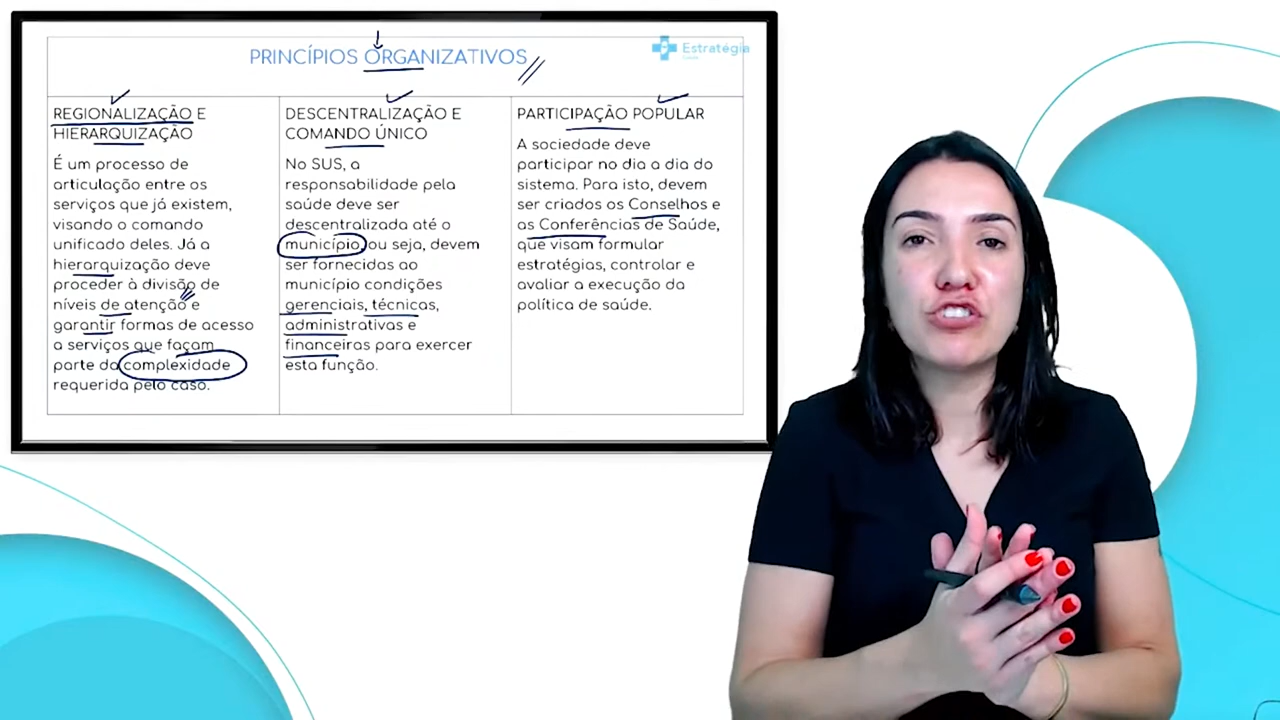 PRINCÍPIOS ORGANIZATIVOS
Estratégia
REGIONALIZAÇÃO E
HIERARQUIZAÇÃO
É um processo de
articulação entre os
serviços que já existem,
visando o comando
unificado deles. Já a
hierarquização deve
proceder à divisão de
níveis de atenção e
garantir formas de acesso
a serviços que façam
parte da complexidade
requerida pelo caso.
DESCENTRALIZAÇÃO E
COMANDO ÚNICO
No SUS, a
responsabilidade pela
saúde deve ser
descentralizada até o
município, ou seja, devem
ser fornecidas ao
município condições
gerenciais, técnicas,
administrativas e
financeiras para exercer
esta função.
PARTICIPAÇÃO POPULAR
A sociedade deve
participar no dia a dia do
sistema. Para isto, devem
ser criados os Conselhos e
as Conferências de Saúde,
que visam formular
estratégias, controlar e
avaliar a execução da
política de saúde.